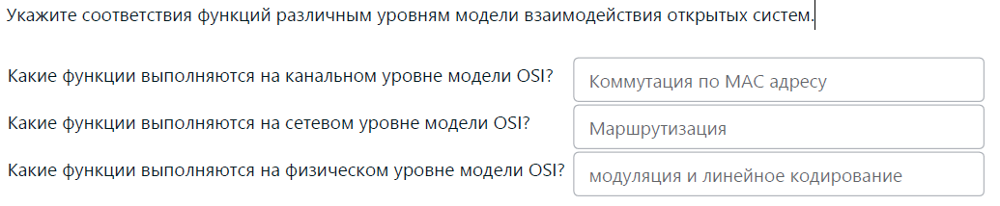 Укажите соответствия функций различным уровням модели взаимодействия открытых систем.
Какие функции выполняются на канальном уровне модели OSI? Коммутация по MAC адресу
Какие функции выполняются на сетевом уровне модели OSI? Маршрутизация
Какие функции выполняются на физическом уровне модели OSI? модуляция и линейное кодирование